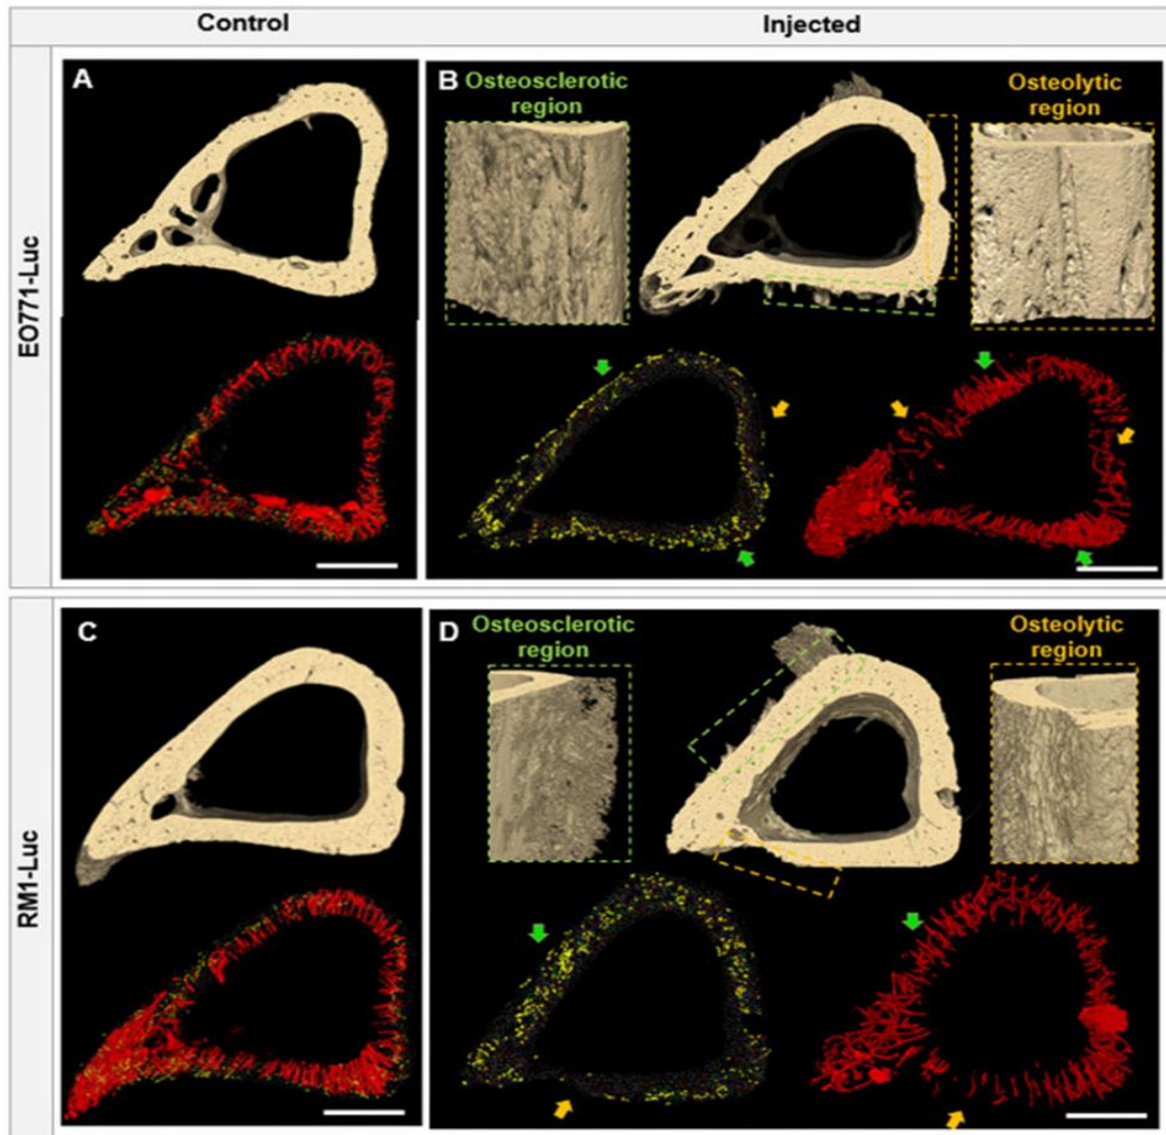 Control
Injected
EO771-Luc
A
B
Osteosclerotic
region
Osteolytic
region
RM1-Luc
C
D
Osteosclerotic
region
Osteolytic
region